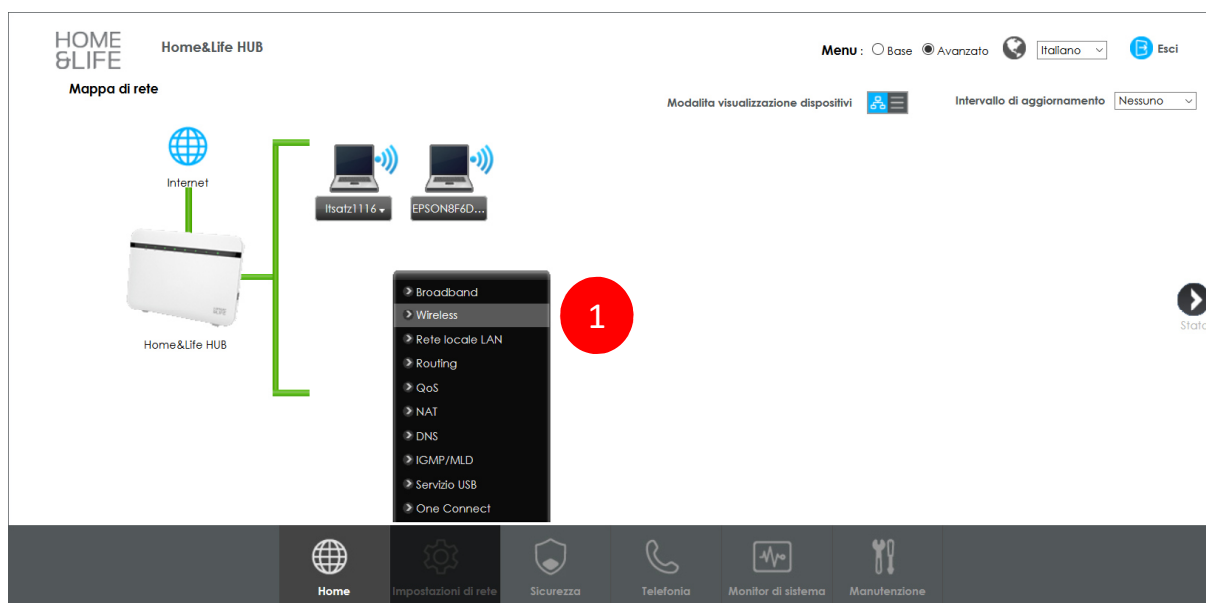 HOME
&LIFE
Home&Life HUB
Menu : Base Avanzato Italiano Esci
Mappa di rete
Modalita visualizzazione dispositivi Intervallo di aggiornamento Nessuno
Internet
Itsatz1116 EPSON8F6D...
Home&Life HUB
Broadband
Wireless
1
Rete locale LAN
Routing
QoS
NAT
DNS
IGMP/MLD
Servizio USB
One Connect
Stato
Home Impostazioni di rete Sicurezza Telefonia Monitor di sistema Manutenzione